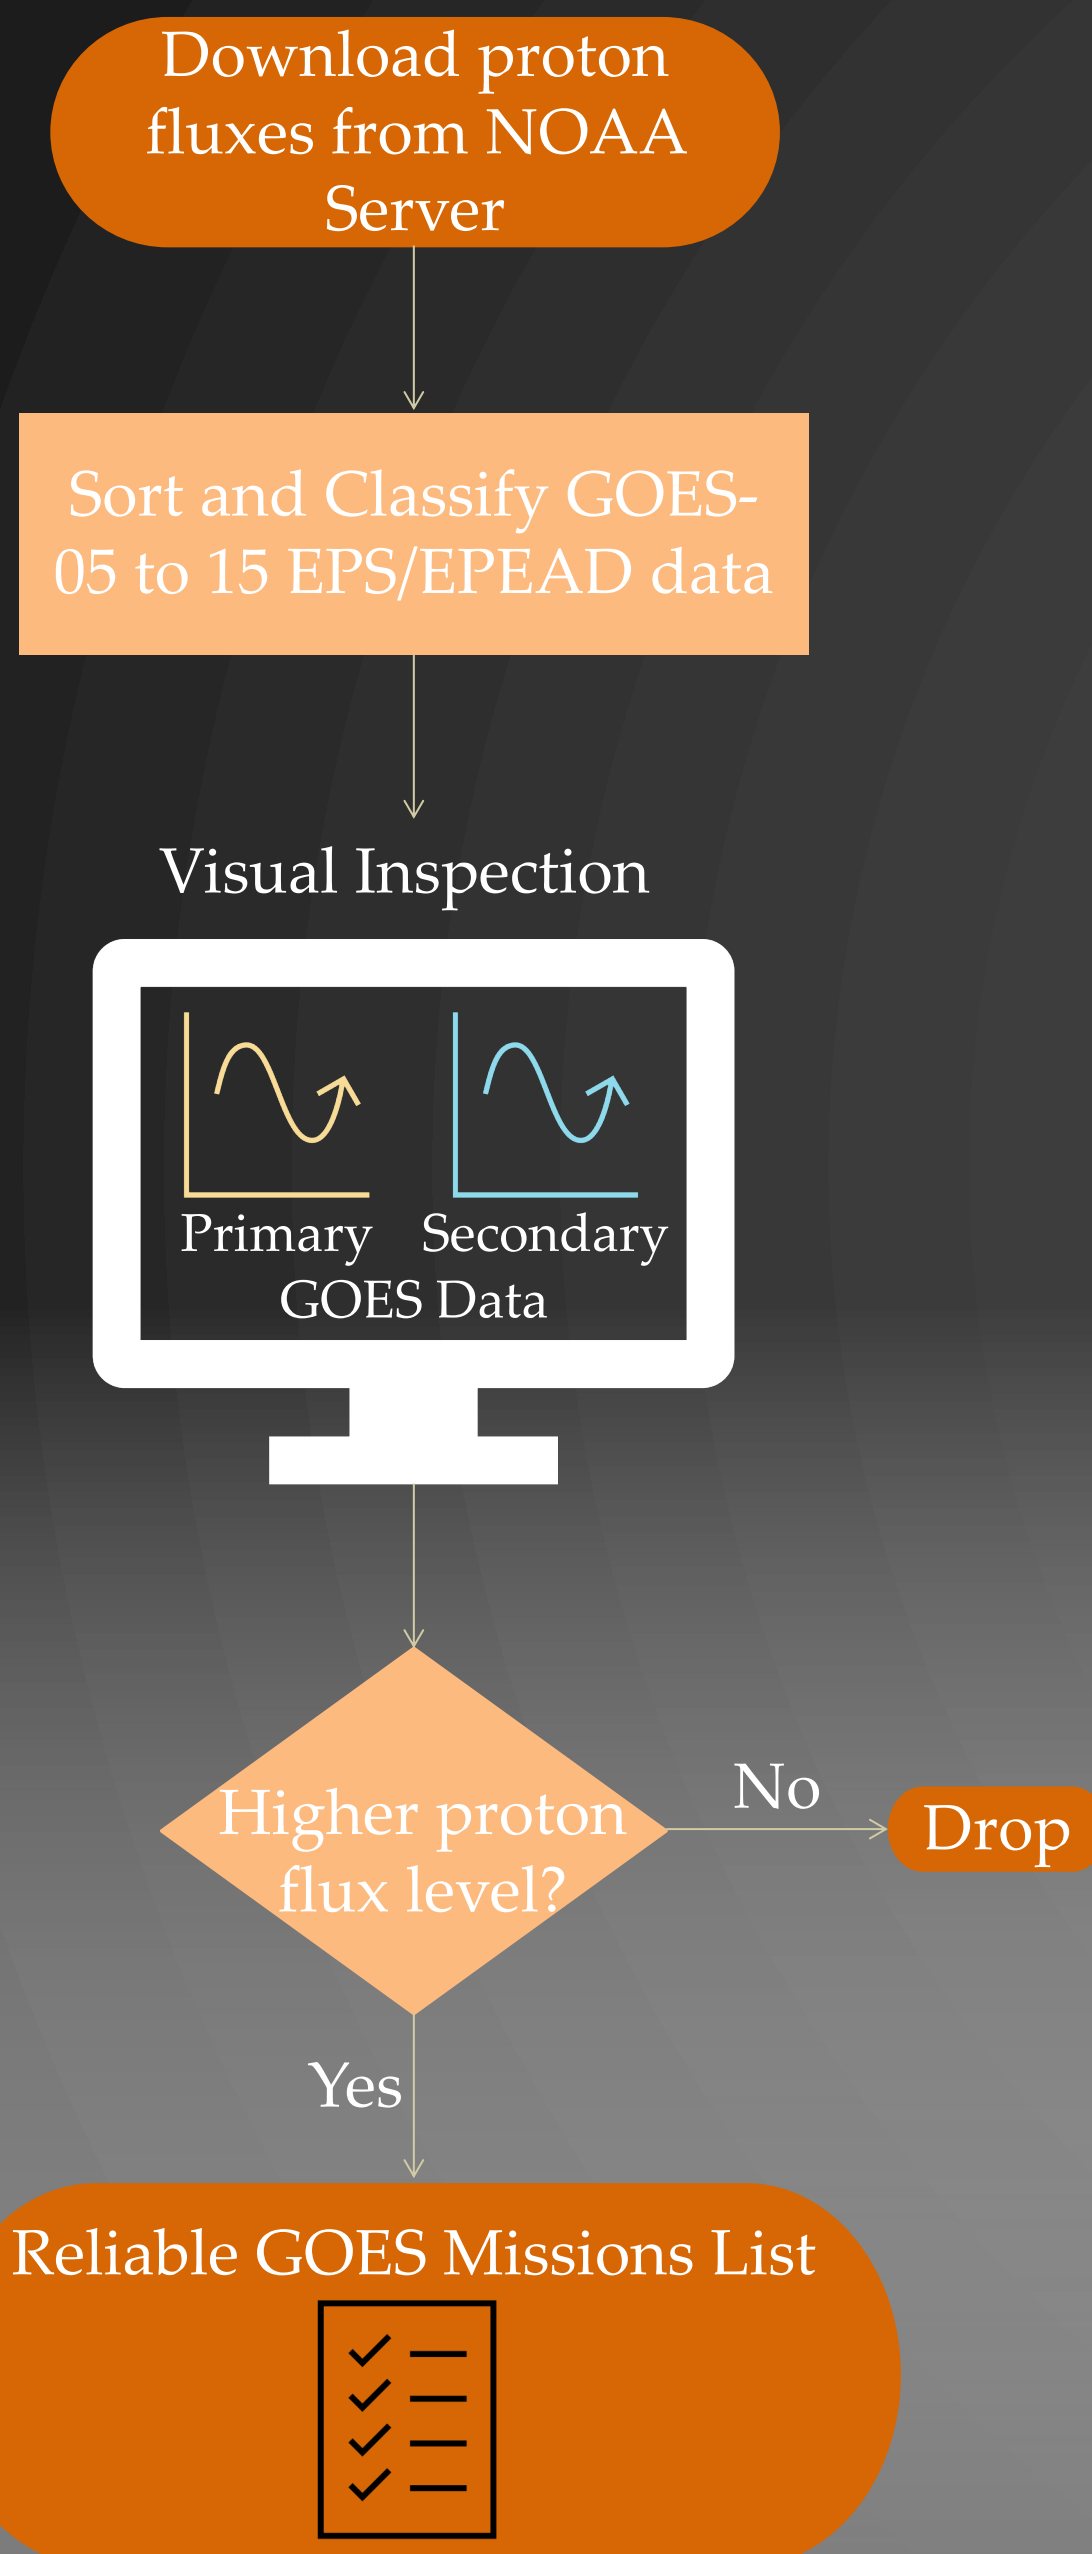 Download proton
fluxes from NOAA
Server
Sort and Classify GOES-
05 to 15 EPS/EPEAD data
Visual Inspection
Primary Secondary
GOES Data
Higher proton
flux level?
No
Drop
Yes
Reliable GOES Missions List